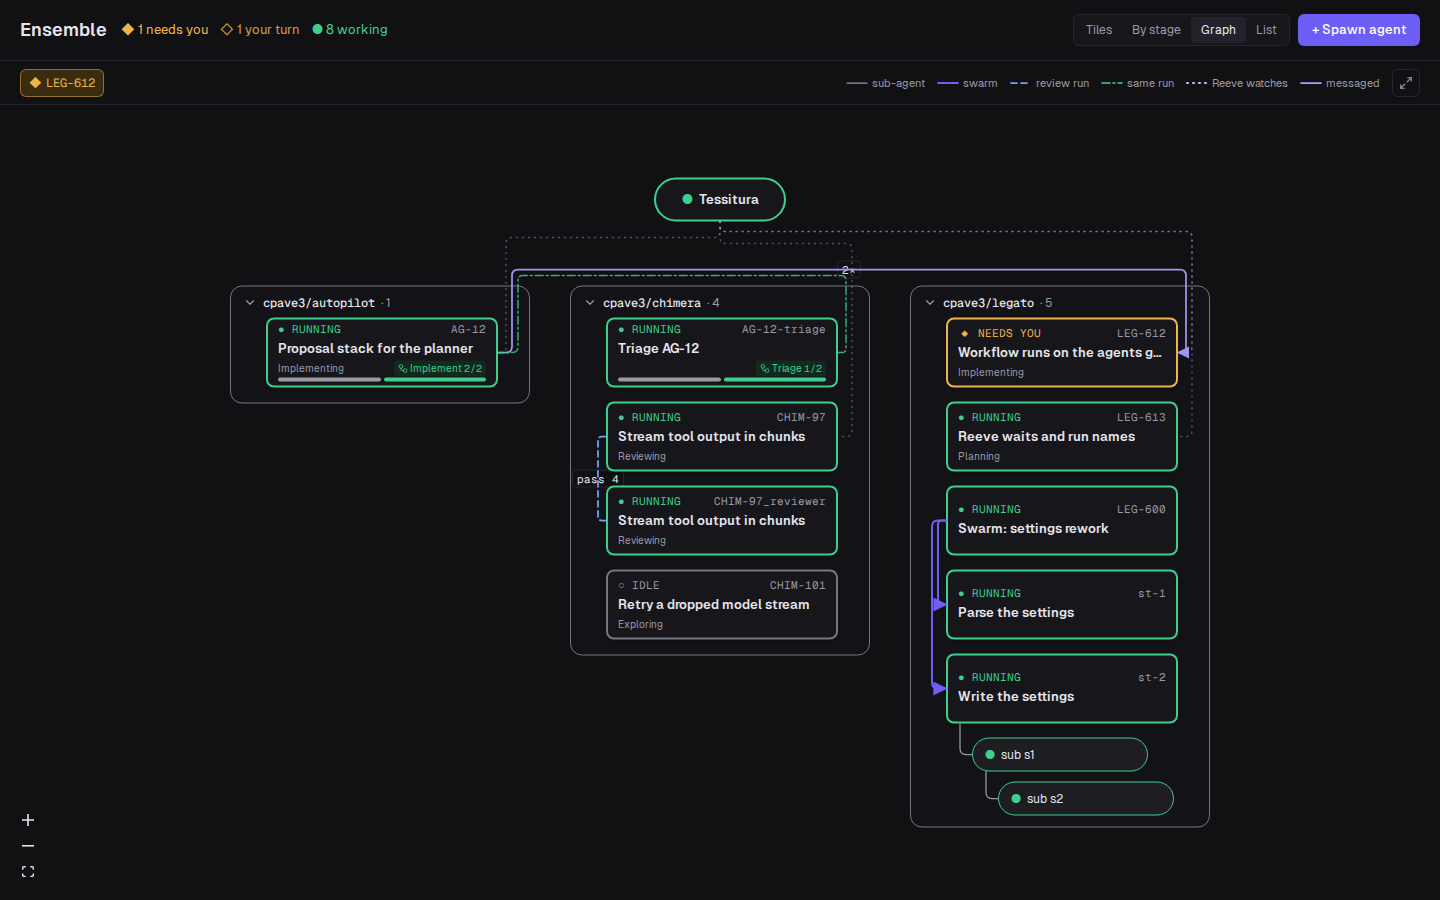 Ensemble
1 needs you
1 your turn
8 working
Tiles
By stage
Graph
List
+ Spawn agent
LEG-612
sub-agent
swarm
review run
same run
Reeve watches
messaged
Tessitura
cpave3/autopilot · 1
RUNNING AG-12
Proposal stack for the planner
Implementing
Implement 2/2
cpave3/chimera · 4
RUNNING AG-12-triage
Triage AG-12
Triage 1/2
RUNNING CHIM-97
Stream tool output in chunks
Reviewing
pass 4
RUNNING CHIM-97_reviewer
Stream tool output in chunks
Reviewing
IDLE CHIM-101
Retry a dropped model stream
Exploring
cpave3/legato · 5
NEEDS YOU LEG-612
Workflow runs on the agents g...
Implementing
RUNNING LEG-613
Reeve waits and run names
Planning
RUNNING LEG-600
Swarm: settings rework
RUNNING st-1
Parse the settings
RUNNING st-2
Write the settings
sub s1
sub s2